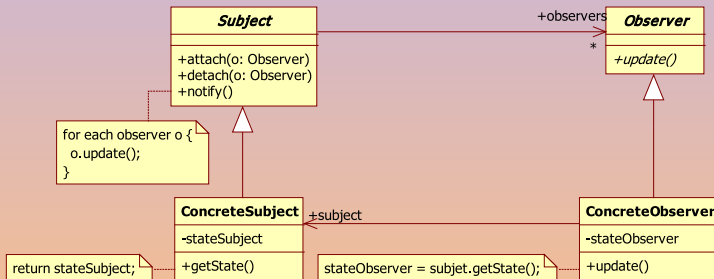 Subject
+attach(o: Observer)
+detach(o: Observer)
+notify()
+observers
*
Observer
+update()
for each observer o {
o.update();
}
ConcreteSubject
-stateSubject
+getState()
+subject
ConcreteObserver
-stateObserver
+update()
return stateSubject;
stateObserver = subjet.getState();